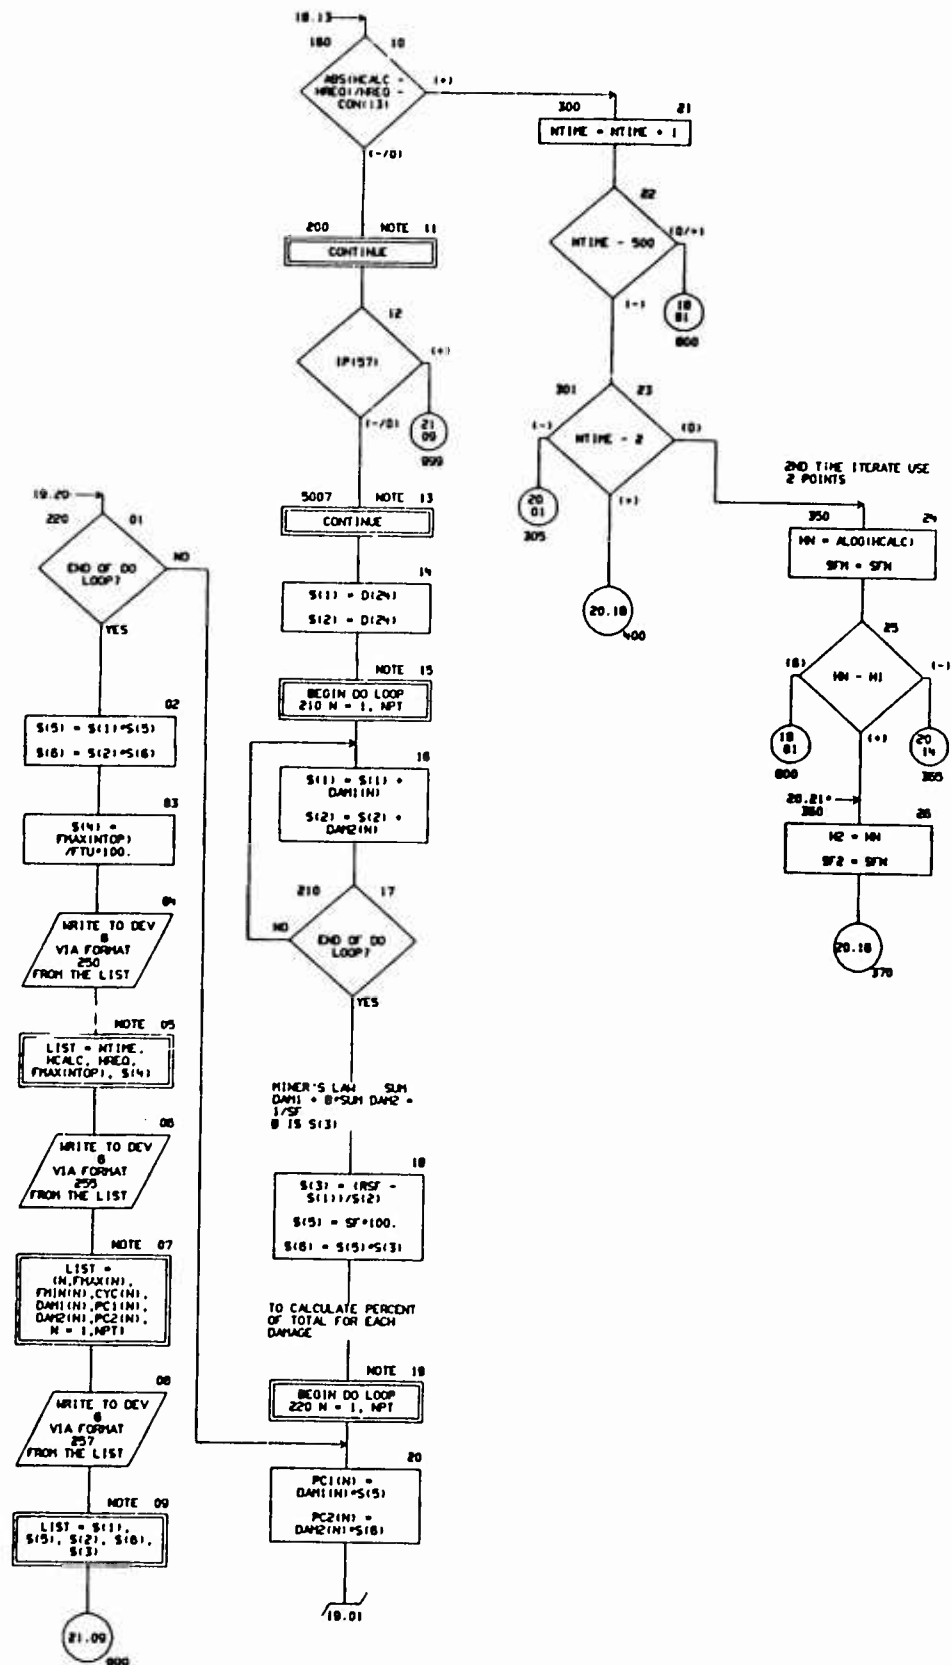 19.20
220 01
END OF DO
LOOP?
NO
YES
02
S(5) = S(1)*S(5)
S(6) = S(2)*S(6)
03
S(4) =
FMAX(NTOP)
/FTU*100.
04
WRITE TO DEV
6
VIA FORMAT
250
FROM THE LIST
NOTE 05
LIST = NTIME,
HCALC, HREQ,
FMAX(NTOP), S(4)
06
WRITE TO DEV
6
VIA FORMAT
255
FROM THE LIST
NOTE 07
LIST =
(N,FMAX(N),
FMIN(N),CYC(N),
DAM1(N),PC1(N),
DAM2(N),PC2(N),
N = 1,NPT)
08
WRITE TO DEV
6
VIA FORMAT
257
FROM THE LIST
NOTE 09
LIST = S(1),
S(5), S(2), S(6),
S(3)
21.09
18.13
10
ABS(HCALC -
HREQ)/HREQ -
CON(13)
(+)
(-/0)
200 NOTE 11
CONTINUE
12
IP(57)
(+)
21
09
999
(-/0)
5007 NOTE 13
CONTINUE
14
S(1) = D(24)
S(2) = D(24)
NOTE 15
BEGIN DO LOOP
210 N = 1, NPT
16
S(1) = S(1) +
DAM1(N)
S(2) = S(2) +
DAM2(N)
210 17
NO
END OF DO
LOOP?
YES
MINER'S LAW SUM
DAM1 + B*SUM DAM2 =
1/SF
B IS S(3)
18
S(3) = (RSF -
S(1))/S(2)
S(5) = SF*100.
S(6) = S(5)*S(3)
TO CALCULATE PERCENT
OF TOTAL FOR EACH
DAMAGE
NOTE 19
BEGIN DO LOOP
220 N = 1, NPT
20
PC1(N) =
DAM1(N)*S(5)
PC2(N) =
DAM2(N)*S(6)
19.01
300 21
NTIME = NTIME + 1
22
NTIME - 500
(0/+)
18
01
800
(-)
301 23
(-)
NTIME - 2
(0)
20
01
305
(+)
20.18
400
2ND TIME ITERATE USE
2 POINTS
350 24
HN = ALOG(HCALC)
SFN = SFN
25
HN - H1
(-)
18
01
800
20
14
365
(+)
20.21*
360 26
H2 = HN
SF2 = SFN
20.16
370